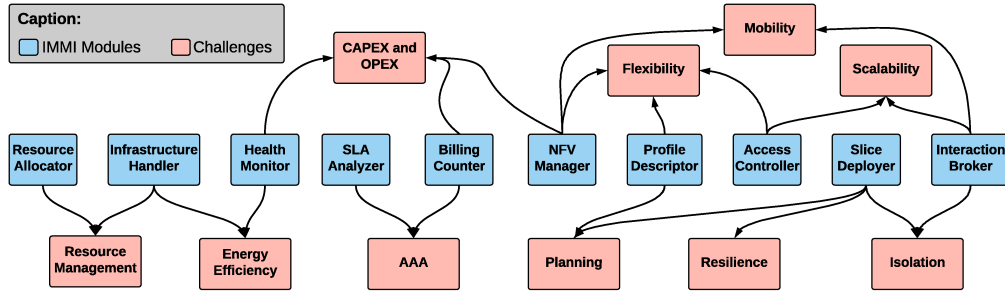 Caption:
IMMI Modules
Challenges
CAPEX and
OPEX
Mobility
Flexibility
Scalability
Resource
Allocator
Infrastructure
Handler
Health
Monitor
SLA
Analyzer
Billing
Counter
NFV
Manager
Profile
Descriptor
Access
Controller
Slice
Deployer
Interaction
Broker
Resource
Management
Energy
Efficiency
AAA
Planning
Resilience
Isolation